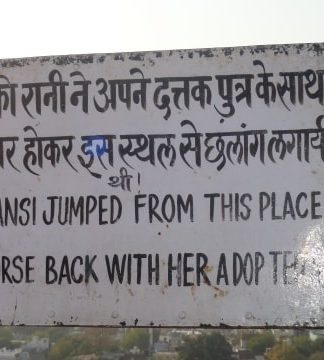 की रानी ने अपने दत्तक पुत्र के साथ
होकर इस स्थल से छलांग लगायी
थी।
ANSI JUMPED FROM THIS PLACE
RSE BACK WITH HER ADOPTE